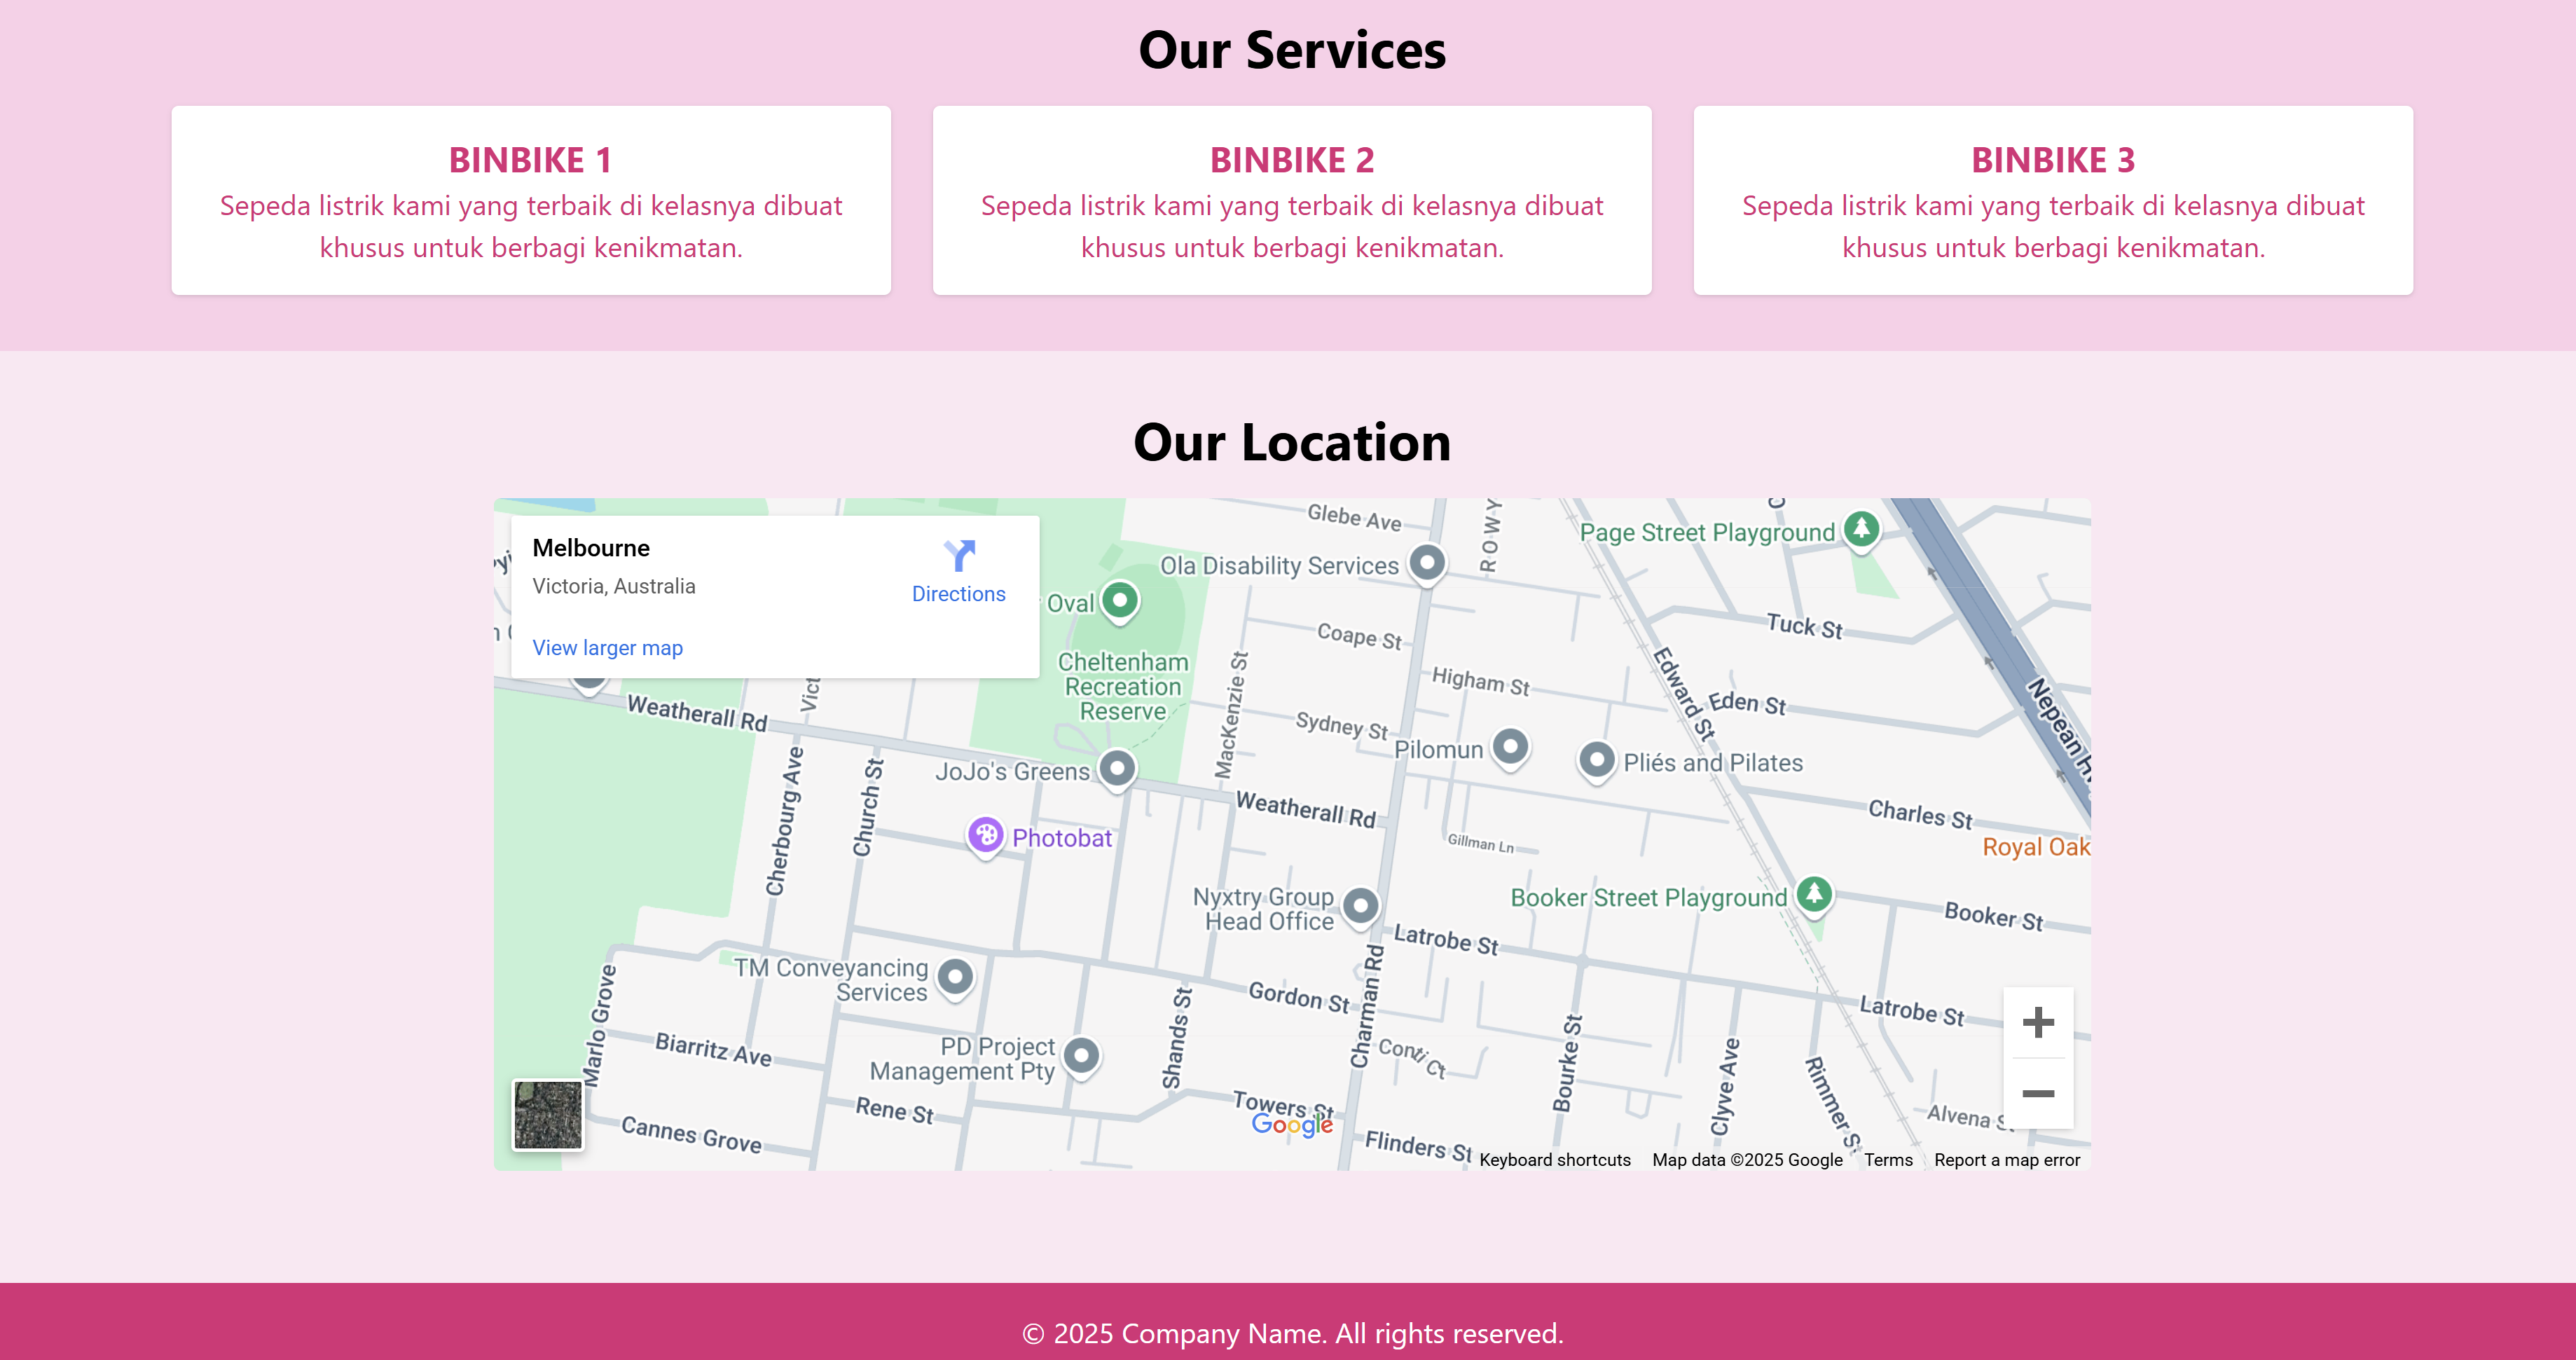 Our Services
BINBIKE 1
Sepeda listrik kami yang terbaik di kelasnya dibuat
khusus untuk berbagi kenikmatan.
BINBIKE 2
Sepeda listrik kami yang terbaik di kelasnya dibuat
khusus untuk berbagi kenikmatan.
BINBIKE 3
Sepeda listrik kami yang terbaik di kelasnya dibuat
khusus untuk berbagi kenikmatan.
Our Location
Melbourne
Victoria, Australia
Directions
View larger map
Glebe Ave
ROWY
Page Street Playground
Ola Disability Services
Oval
Tuck St
Coape St
Cheltenham
Recreation
Reserve
MacKenzie St
Higham St
Edward St
Eden St
Nepean H
Vict
Weatherall Rd
Sydney St
Pilomun
Pliés and Pilates
JoJo's Greens
Cherbourg Ave
Church St
Weatherall Rd
Charles St
Photobat
Gillman Ln
Royal Oak
Nyxtry Group
Head Office
Booker Street Playground
Booker St
Latrobe St
TM Conveyancing
Services
Gordon St
Charman Rd
Latrobe St
Marlo Grove
Biarritz Ave
PD Project
Management Pty
Shands St
Conti Ct
Bourke St
Clyve Ave
Rimmer St
Rene St
Towers St
Alvena S
Cannes Grove
Google
Flinders St
Keyboard shortcuts
Map data ©2025 Google
Terms
Report a map error
© 2025 Company Name. All rights reserved.